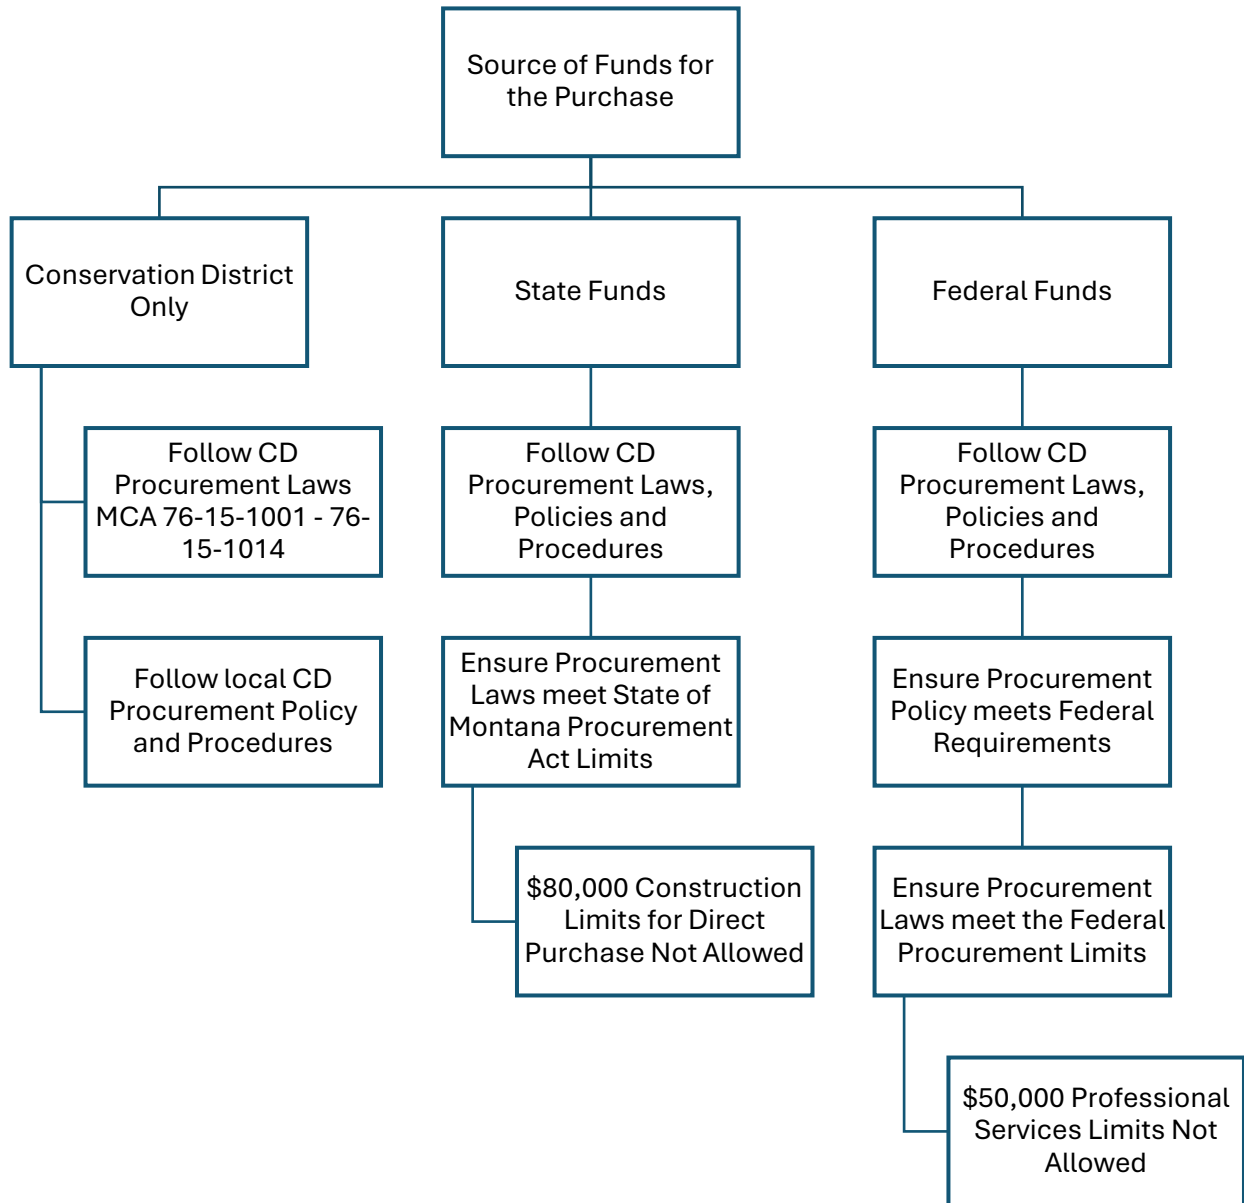 Source of Funds for
the Purchase
Conservation District
Only
State Funds
Federal Funds
Follow CD
Procurement Laws
MCA 76-15-1001 - 76-
15-1014
Follow CD
Procurement Laws,
Policies and
Procedures
Follow CD
Procurement Laws,
Policies and
Procedures
Follow local CD
Procurement Policy
and Procedures
Ensure Procurement
Laws meet State of
Montana Procurement
Act Limits
Ensure Procurement
Policy meets Federal
Requirements
$80,000 Construction
Limits for Direct
Purchase Not Allowed
Ensure Procurement
Laws meet the Federal
Procurement Limits
$50,000 Professional
Services Limits Not
Allowed